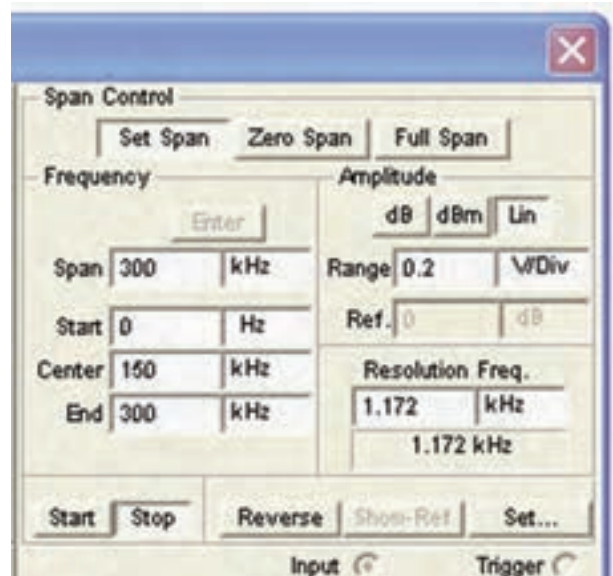 Span Control
Set Span Zero Span Full Span
Frequency
Enter
Span 300 kHz
Start 0 Hz
Center 150 kHz
End 300 kHz
Amplitude
dB dBm Lin
Range 0.2 V/Div
Ref. 0 dB
Resolution Freq.
1.172 kHz
1.172 kHz
Start Stop Reverse Show-Ref Set...
Input Trigger